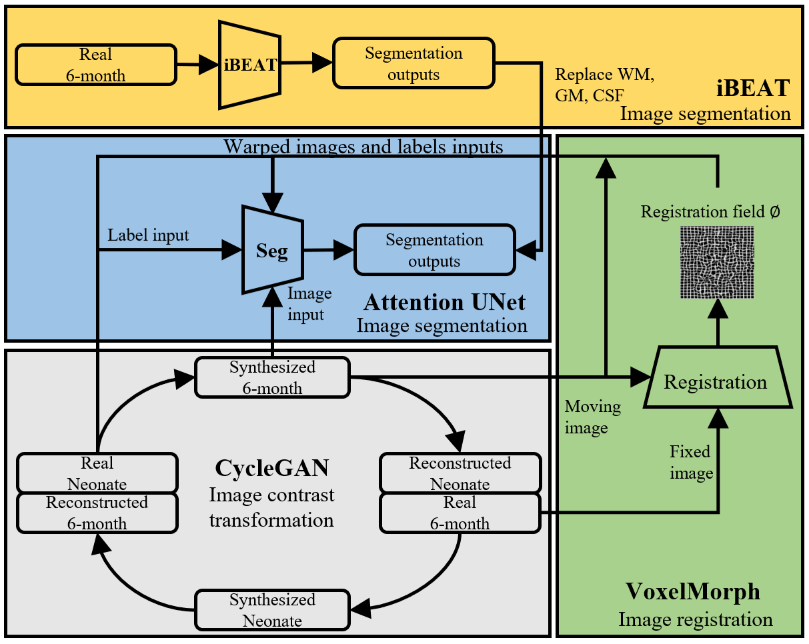 Real
6-month
iBEAT
Segmentation
outputs
Replace WM,
GM, CSF
iBEAT
Image segmentation
Warped images and labels inputs
Label input
Seg
Segmentation
outputs
Image
input
Attention UNet
Image segmentation
Registration field Ø
Registration
Moving
image
Fixed
image
VoxelMorph
Image registration
Synthesized
6-month
Real
Neonate
Reconstructed
6-month
CycleGAN
Image contrast
transformation
Reconstructed
Neonate
Real
6-month
Synthesized
Neonate